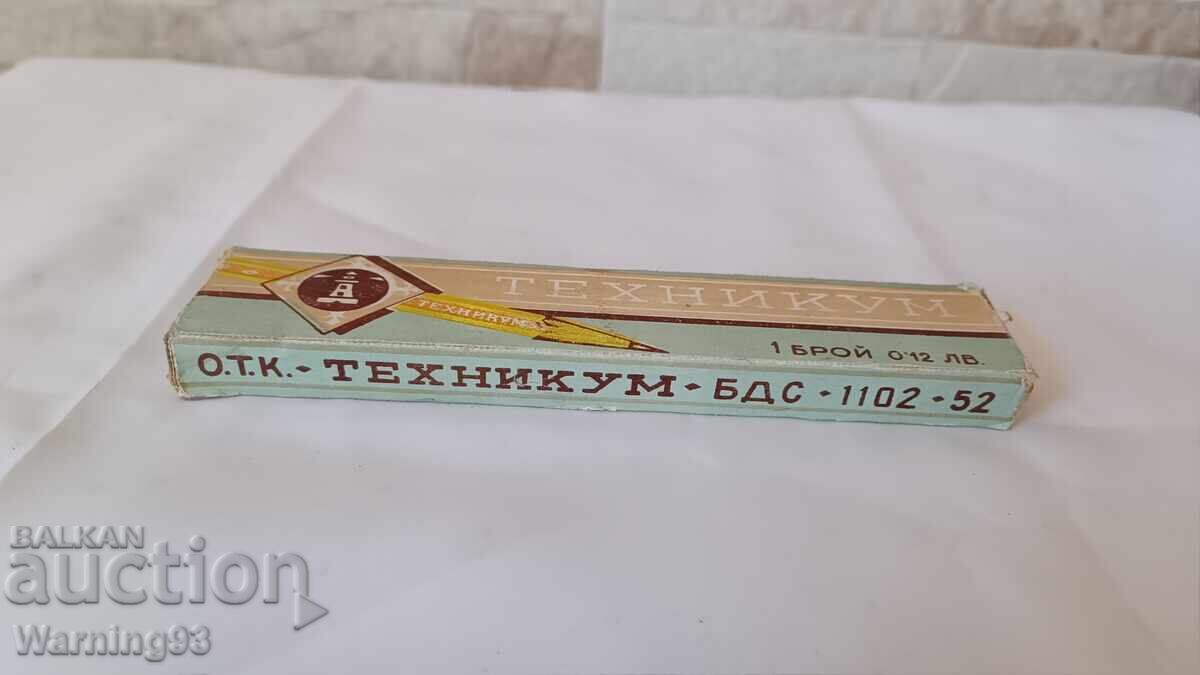 ТЕХНИКУМ
ТЕХНИКУМ
1 БРОЙ 0'12 ЛВ.
О.Т.К. • ТЕХНИКУМ • БДС • 1102 • 52
BALKAN
auction
Warning93